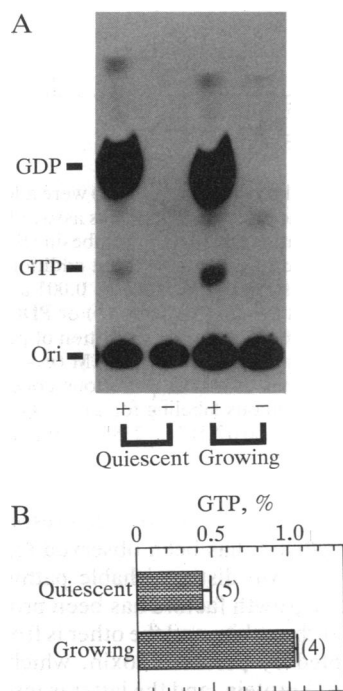 A
GDP
GTP
Ori
+ − + −
Quiescent Growing
B
GTP, %
0 0.5 1.0
Quiescent (5)
Growing (4)